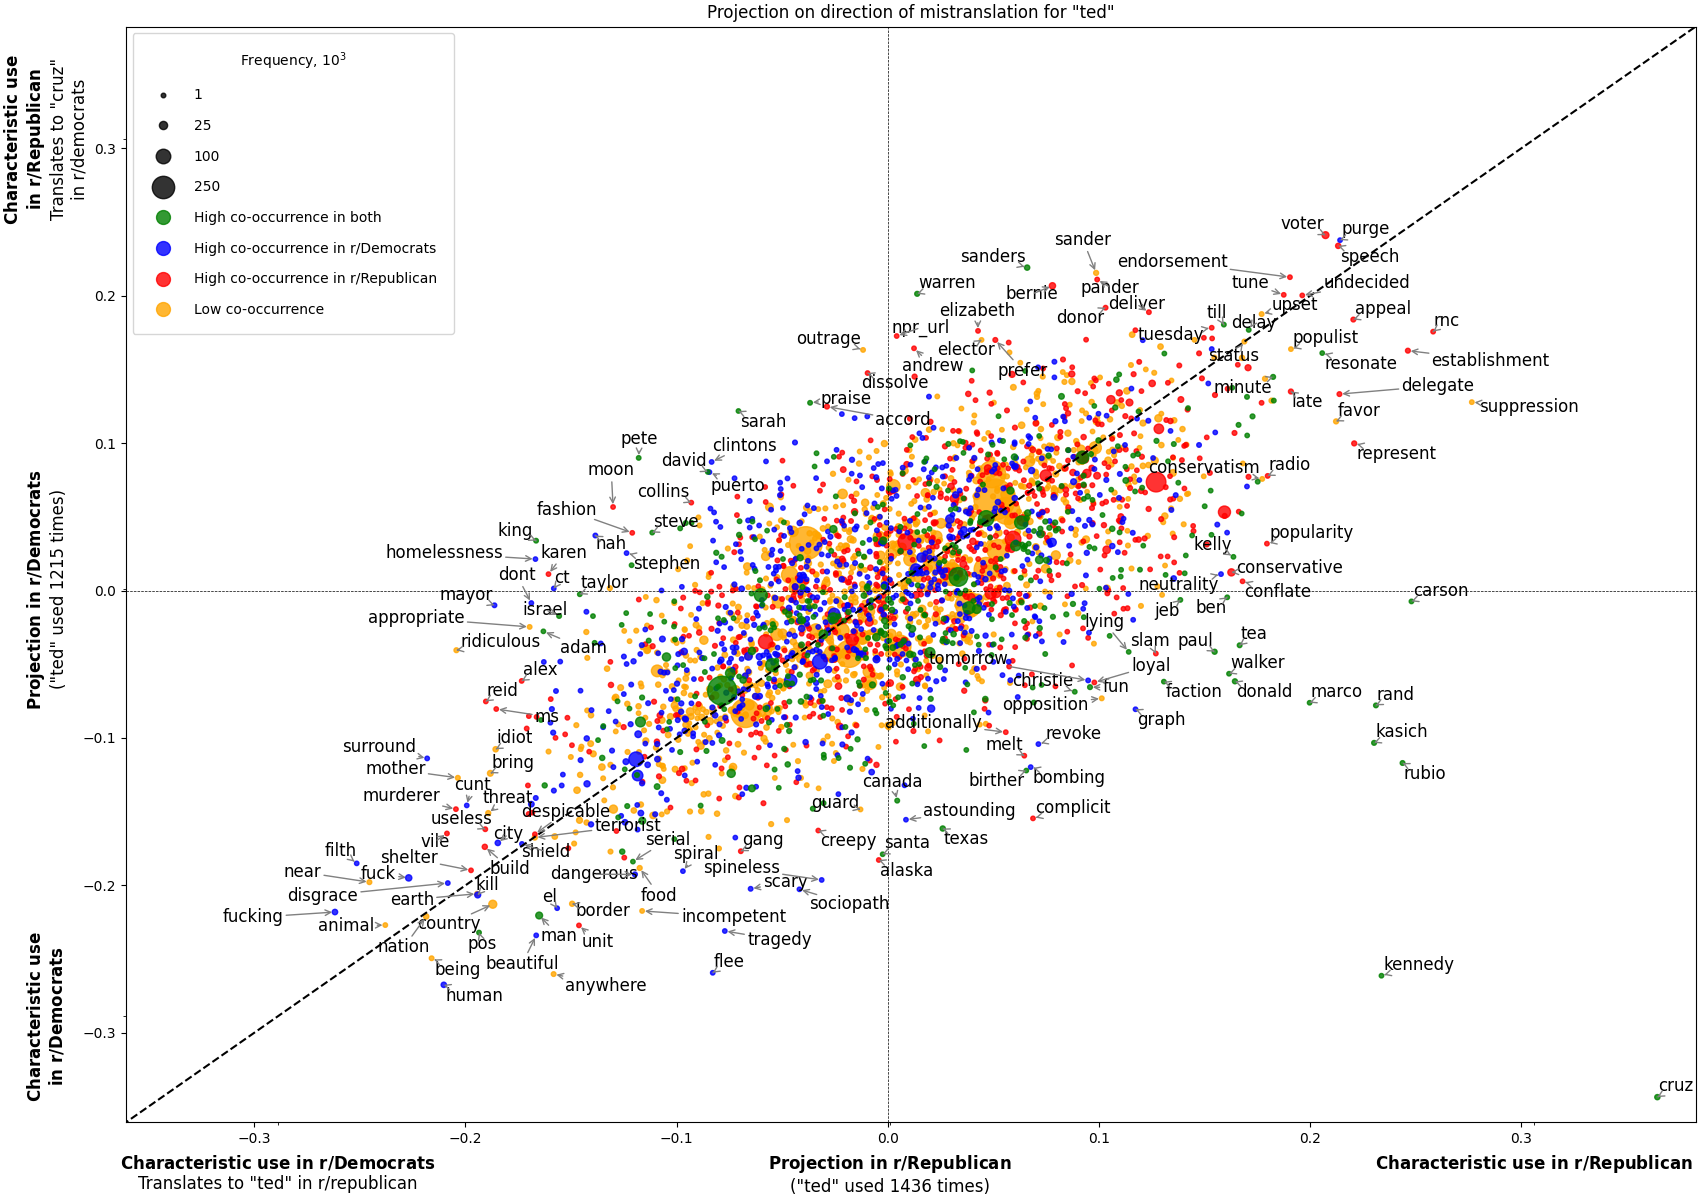 Projection on direction of mistranslation for "ted"
Frequency, 10^3
1
25
100
250
High co-occurrence in both
High co-occurrence in r/Democrats
High co-occurrence in r/Republican
Low co-occurrence
Characteristic use
in r/Republican
Translates to "cruz"
in r/democrats
Projection in r/Democrats
("ted" used 1215 times)
Characteristic use
in r/Democrats
0.3
0.2
0.1
0.0
−0.1
−0.2
−0.3
voter
purge
speech
sander
sanders
endorsement
tune
undecided
warren
bernie
pander
deliver
donor
upset
appeal
rnc
elizabeth
till
delay
npr_url
tuesday
populist
outrage
elector
andrew
prefer
status
resonate
establishment
dissolve
minute
delegate
praise
late
favor
suppression
sarah
accord
pete
clintons
represent
moon
david
puerto
conservatism
radio
collins
fashion
steve
king
nah
popularity
homelessness
karen
stephen
kelly
dont
ct
taylor
conservative
mayor
israel
neutrality
conflate
carson
appropriate
jeb
ben
ridiculous
adam
lying
slam
paul
tea
alex
tomorrow
loyal
walker
reid
christie
fun
faction
donald
marco
rand
ms
opposition
additionally
graph
kasich
idiot
revoke
surround
melt
bring
mother
birther
bombing
rubio
cunt
canada
murderer
threat
guard
useless
despicable
astounding
complicit
city
terrorist
vile
creepy
texas
filth
shield
serial
gang
santa
shelter
build
spiral
near
fuck
dangerous
spineless
alaska
disgrace
kill
scary
earth
el
food
sociopath
fucking
animal
country
border
incompetent
nation
pos
man
unit
tragedy
being
beautiful
flee
kennedy
human
anywhere
cruz
−0.3
−0.2
−0.1
0.0
0.1
0.2
0.3
Characteristic use in r/Democrats
Translates to "ted" in r/republican
Projection in r/Republican
("ted" used 1436 times)
Characteristic use in r/Republican